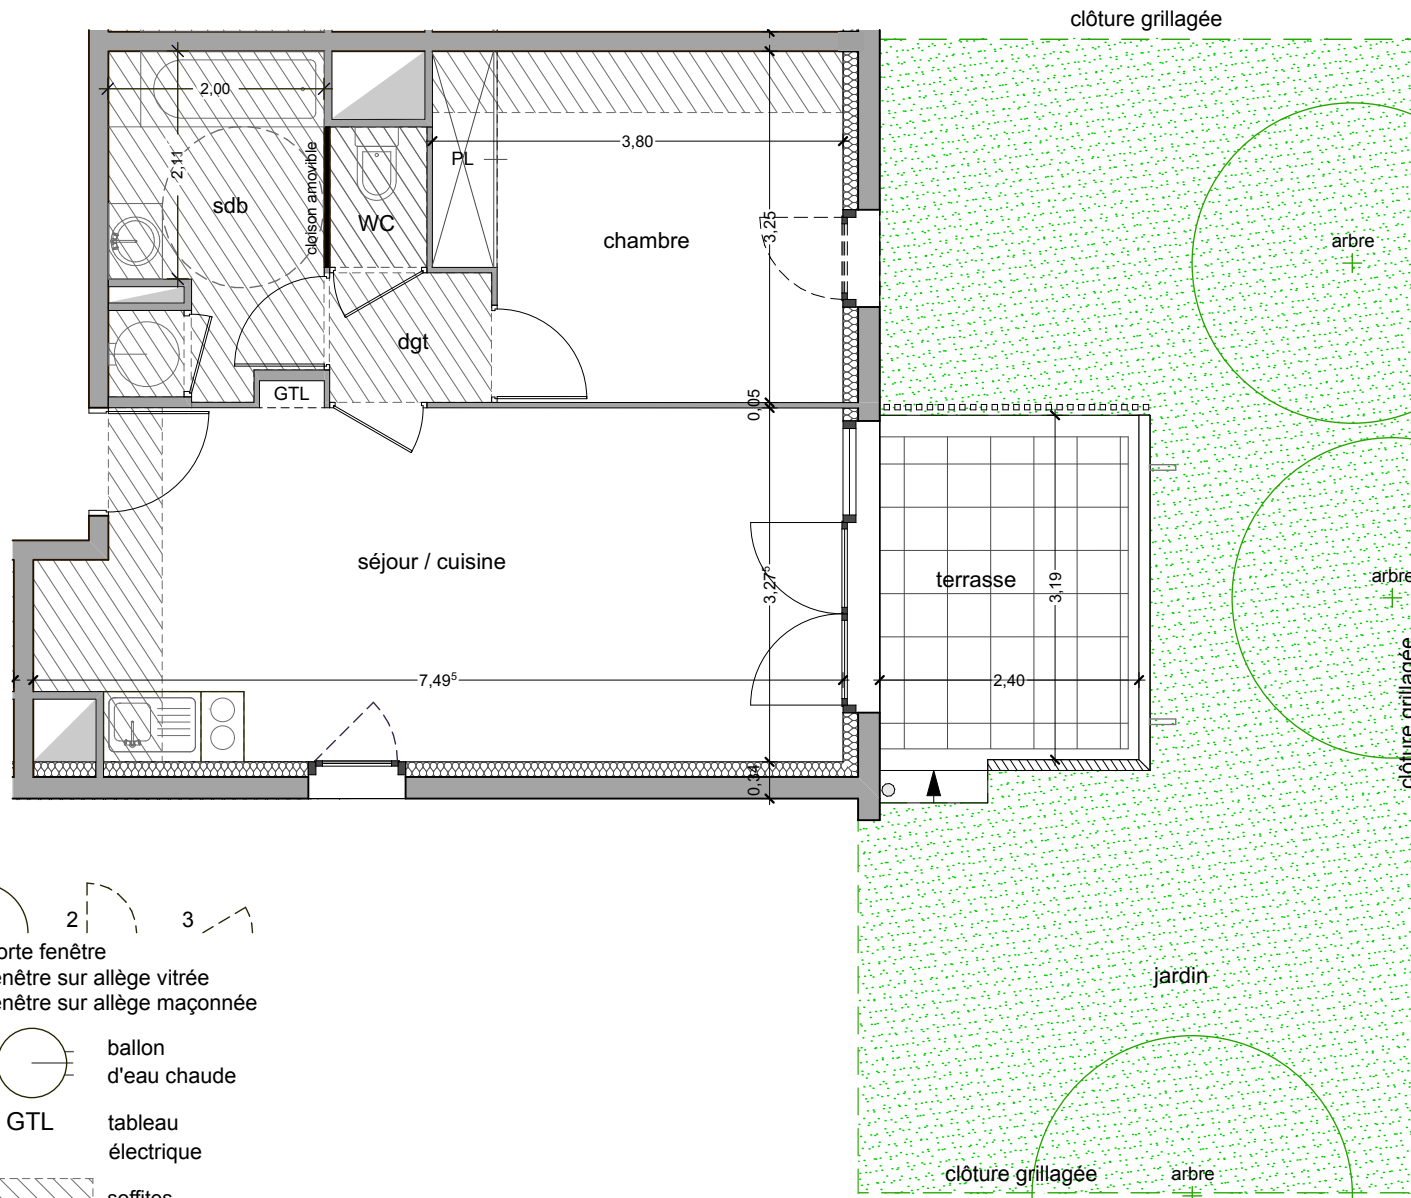 clôture grillagée
2,00
2,11
sdb
cloison amovible
WC
PL
3,80
chambre
3,25
arbre
dgt
GTL
0,05
séjour / cuisine
3,27⁵
terrasse
3,19
arbre
7,49⁵
2,40
clôture grillagée
0,34
2
3
orte fenêtre
enêtre sur allège vitrée
enêtre sur allège maçonnée
jardin
ballon
d'eau chaude
GTL
tableau
électrique
soffites
clôture grillagée
arbre